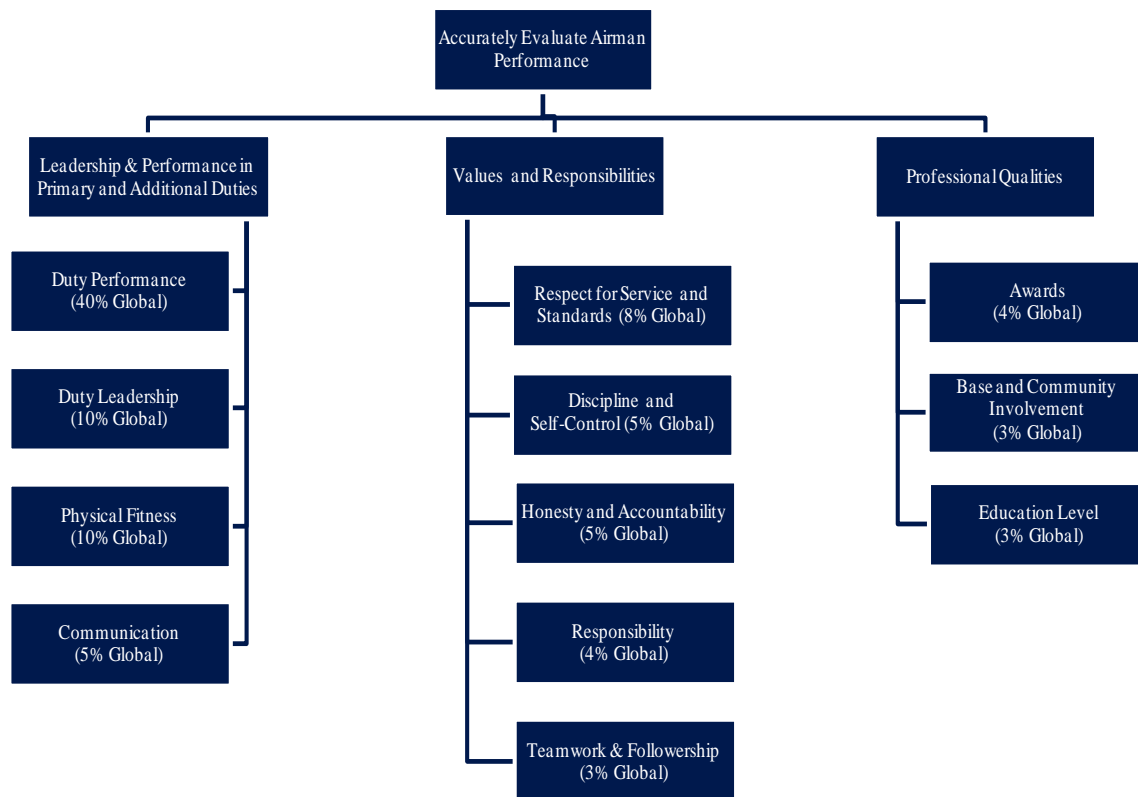 Accurately Evaluate Airman
Performance
Leadership & Performance in
Primary and Additional Duties
Values and Responsibilities
Professional Qualities
Duty Performance
(40% Global)
Duty Leadership
(10% Global)
Physical Fitness
(10% Global)
Communication
(5% Global)
Respect for Service and
Standards (8% Global)
Discipline and
Self-Control (5% Global)
Honesty and Accountability
(5% Global)
Responsibility
(4% Global)
Teamwork & Followership
(3% Global)
Awards
(4% Global)
Base and Community
Involvement
(3% Global)
Education Level
(3% Global)